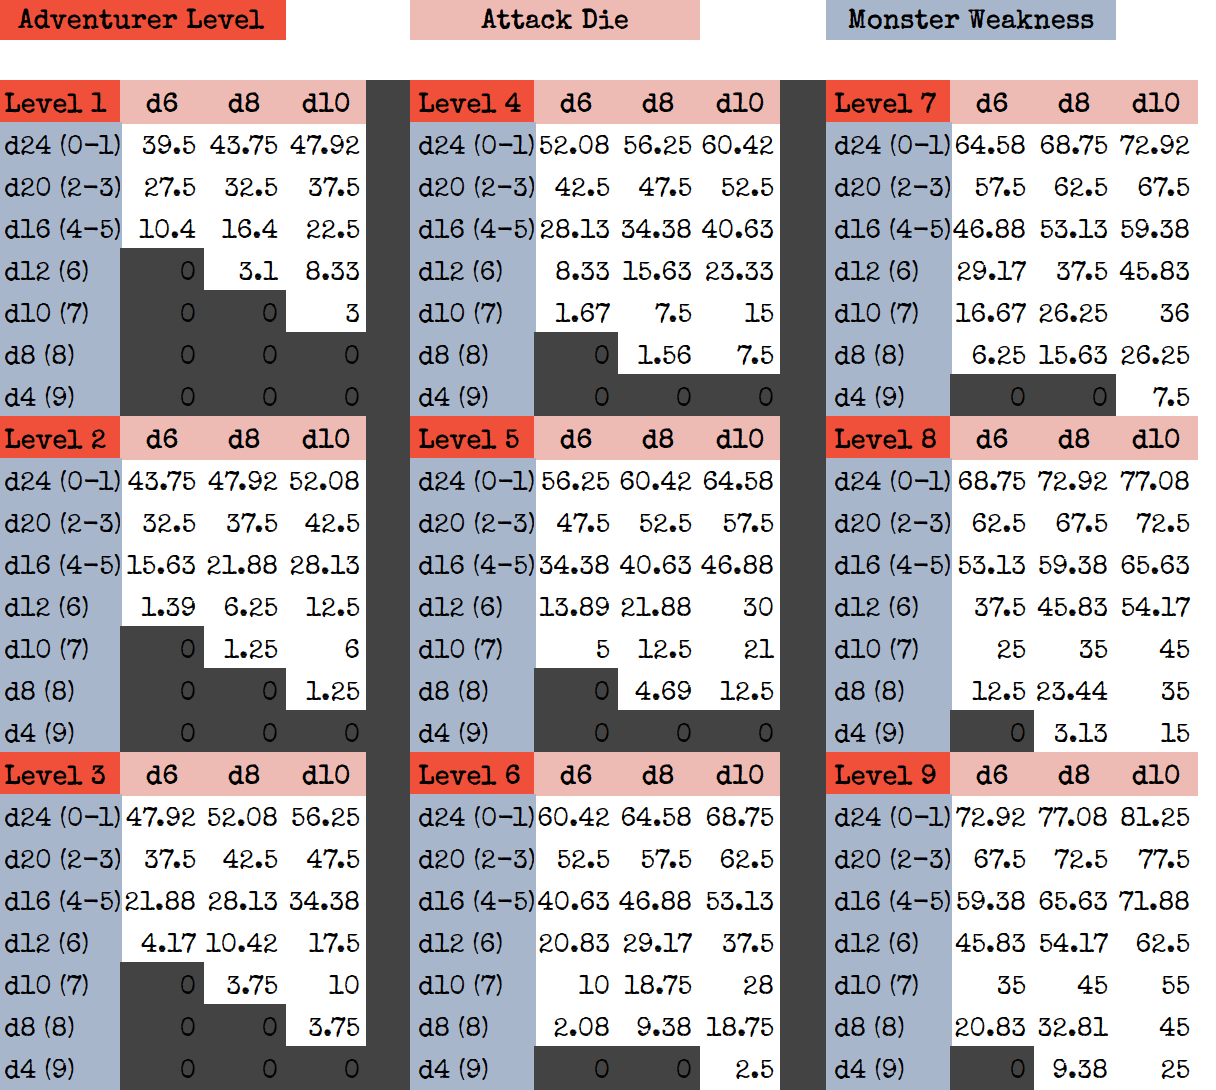 Adventurer Level Attack Die Monster Weakness
Level 1 d6 d8 d10 Level 4 d6 d8 d10 Level 7 d6 d8 d10
d24 (0-1) 39.5 43.75 47.92 d24 (0-1) 52.08 56.25 60.42 d24 (0-1) 64.58 68.75 72.92
d20 (2-3) 27.5 32.5 37.5 d20 (2-3) 42.5 47.5 52.5 d20 (2-3) 57.5 62.5 67.5
d16 (4-5) 10.4 16.4 22.5 d16 (4-5) 28.13 34.38 40.63 d16 (4-5) 46.88 53.13 59.38
d12 (6) 0 3.1 8.33 d12 (6) 8.33 15.63 23.33 d12 (6) 29.17 37.5 45.83
d10 (7) 0 0 3 d10 (7) 1.67 7.5 15 d10 (7) 16.67 26.25 36
d8 (8) 0 0 0 d8 (8) 0 1.56 7.5 d8 (8) 6.25 15.63 26.25
d4 (9) 0 0 0 d4 (9) 0 0 0 d4 (9) 0 0 7.5
Level 2 d6 d8 d10 Level 5 d6 d8 d10 Level 8 d6 d8 d10
d24 (0-1) 43.75 47.92 52.08 d24 (0-1) 56.25 60.42 64.58 d24 (0-1) 68.75 72.92 77.08
d20 (2-3) 32.5 37.5 42.5 d20 (2-3) 47.5 52.5 57.5 d20 (2-3) 62.5 67.5 72.5
d16 (4-5) 15.63 21.88 28.13 d16 (4-5) 34.38 40.63 46.88 d16 (4-5) 53.13 59.38 65.63
d12 (6) 1.39 6.25 12.5 d12 (6) 13.89 21.88 30 d12 (6) 37.5 45.83 54.17
d10 (7) 0 1.25 6 d10 (7) 5 12.5 21 d10 (7) 25 35 45
d8 (8) 0 0 1.25 d8 (8) 0 4.69 12.5 d8 (8) 12.5 23.44 35
d4 (9) 0 0 0 d4 (9) 0 0 0 d4 (9) 0 3.13 15
Level 3 d6 d8 d10 Level 6 d6 d8 d10 Level 9 d6 d8 d10
d24 (0-1) 47.92 52.08 56.25 d24 (0-1) 60.42 64.58 68.75 d24 (0-1) 72.92 77.08 81.25
d20 (2-3) 37.5 42.5 47.5 d20 (2-3) 52.5 57.5 62.5 d20 (2-3) 67.5 72.5 77.5
d16 (4-5) 21.88 28.13 34.38 d16 (4-5) 40.63 46.88 53.13 d16 (4-5) 59.38 65.63 71.88
d12 (6) 4.17 10.42 17.5 d12 (6) 20.83 29.17 37.5 d12 (6) 45.83 54.17 62.5
d10 (7) 0 3.75 10 d10 (7) 10 18.75 28 d10 (7) 35 45 55
d8 (8) 0 0 3.75 d8 (8) 2.08 9.38 18.75 d8 (8) 20.83 32.81 45
d4 (9) 0 0 0 d4 (9) 0 0 2.5 d4 (9) 0 9.38 25